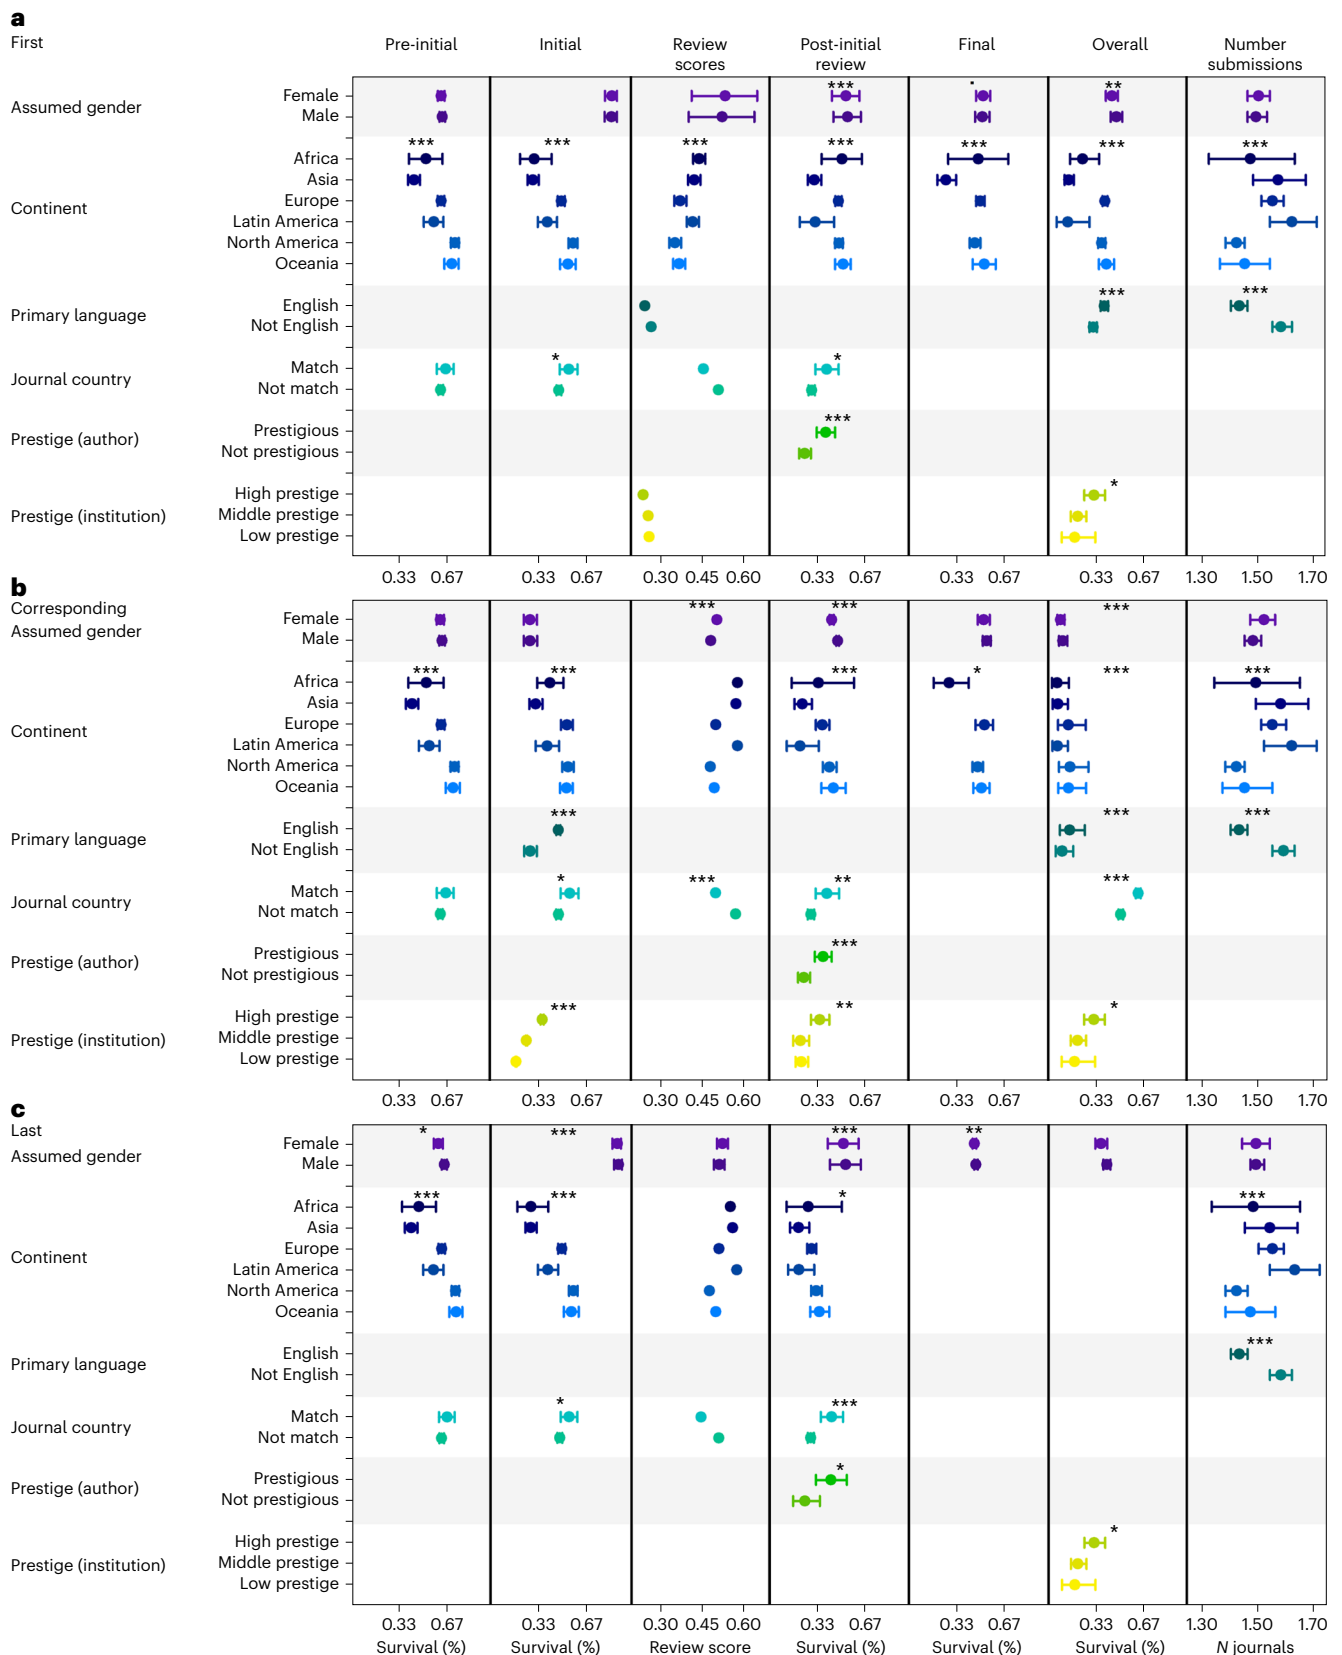 a
First
Pre-initial
Initial
Review
scores
Post-initial
review
Final
Overall
Number
submissions
Assumed gender
Female
Male
*** **
Continent
Africa
Asia
Europe
Latin America
North America
Oceania
*** *** *** *** *** *** ***
Primary language
English
Not English
*** ***
Journal country
Match
Not match
* *
Prestige (author)
Prestigious
Not prestigious
***
Prestige (institution)
High prestige
Middle prestige
Low prestige
*
0.33 0.67 0.33 0.67 0.30 0.45 0.60 0.33 0.67 0.33 0.67 0.33 0.67 1.30 1.50 1.70
b
Corresponding
Assumed gender
Female
Male
*** *** ***
Continent
Africa
Asia
Europe
Latin America
North America
Oceania
*** *** *** * *** ***
Primary language
English
Not English
*** *** ***
Journal country
Match
Not match
* *** ** ***
Prestige (author)
Prestigious
Not prestigious
***
Prestige (institution)
High prestige
Middle prestige
Low prestige
*** ** *
0.33 0.67 0.33 0.67 0.30 0.45 0.60 0.33 0.67 0.33 0.67 0.33 0.67 1.30 1.50 1.70
c
Last
Assumed gender
Female
Male
* *** *** **
Continent
Africa
Asia
Europe
Latin America
North America
Oceania
*** *** * ***
Primary language
English
Not English
***
Journal country
Match
Not match
* ***
Prestige (author)
Prestigious
Not prestigious
*
Prestige (institution)
High prestige
Middle prestige
Low prestige
*
0.33 0.67 0.33 0.67 0.30 0.45 0.60 0.33 0.67 0.33 0.67 0.33 0.67 1.30 1.50 1.70
Survival (%) Survival (%) Review score Survival (%) Survival (%) Survival (%) N journals